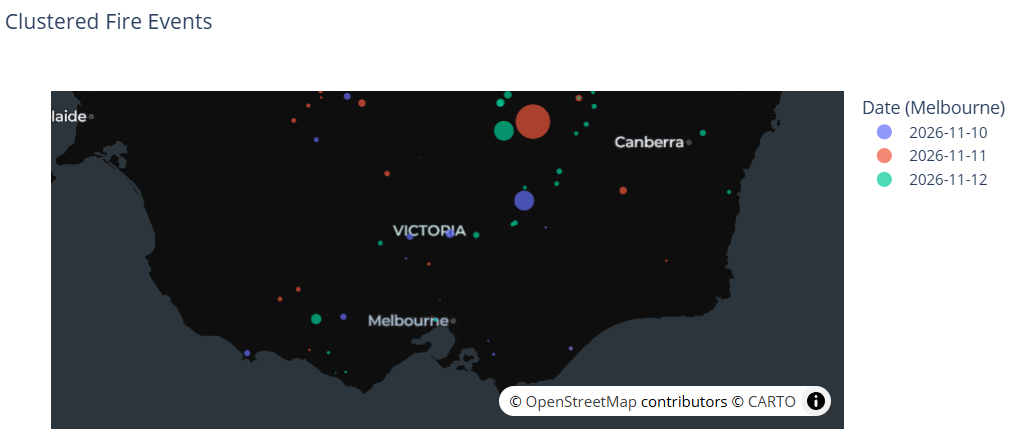 Clustered Fire Events
Date (Melbourne)
2026-11-10
2026-11-11
2026-11-12
laide
Canberra
VICTORIA
Melbourne
© OpenStreetMap contributors © CARTO